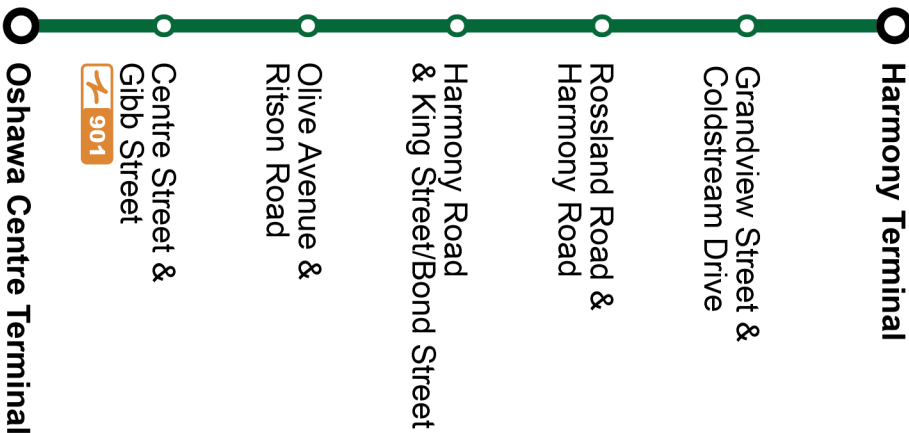 Oshawa Centre Terminal
Centre Street &
Gibb Street
901
Olive Avenue &
Ritson Road
Harmony Road
& King Street/Bond Street
Rossland Road &
Harmony Road
Grandview Street &
Coldstream Drive
Harmony Terminal